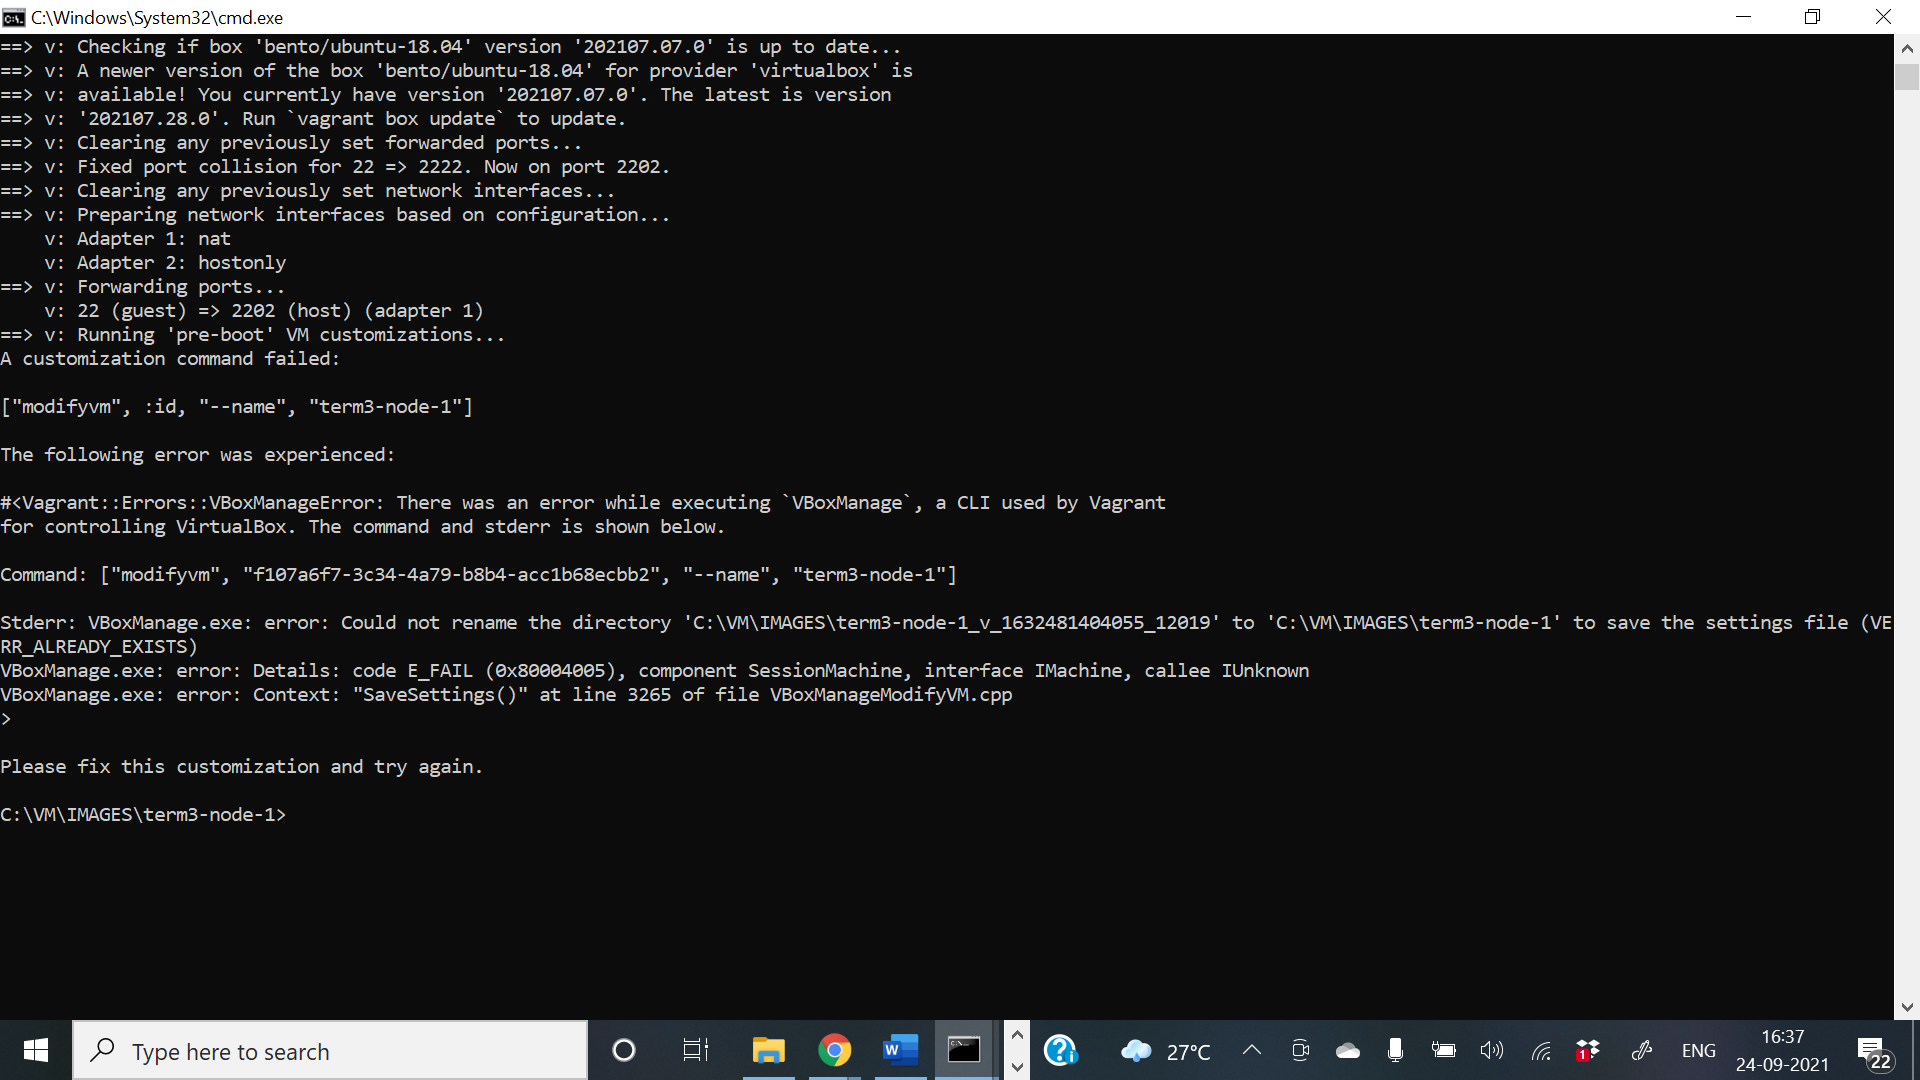 C:\Windows\System32\cmd.exe
==> v: Checking if box 'bento/ubuntu-18.04' version '202107.07.0' is up to date...
==> v: A newer version of the box 'bento/ubuntu-18.04' for provider 'virtualbox' is
==> v: available! You currently have version '202107.07.0'. The latest is version
==> v: '202107.28.0'. Run `vagrant box update` to update.
==> v: Clearing any previously set forwarded ports...
==> v: Fixed port collision for 22 => 2222. Now on port 2202.
==> v: Clearing any previously set network interfaces...
==> v: Preparing network interfaces based on configuration...
    v: Adapter 1: nat
    v: Adapter 2: hostonly
==> v: Forwarding ports...
    v: 22 (guest) => 2202 (host) (adapter 1)
==> v: Running 'pre-boot' VM customizations...
A customization command failed:
["modifyvm", :id, "--name", "term3-node-1"]
The following error was experienced:
#<Vagrant::Errors::VBoxManageError: There was an error while executing `VBoxManage`, a CLI used by Vagrant
for controlling VirtualBox. The command and stderr is shown below.
Command: ["modifyvm", "f107a6f7-3c34-4a79-b8b4-acc1b68ecbb2", "--name", "term3-node-1"]
Stderr: VBoxManage.exe: error: Could not rename the directory 'C:\VM\IMAGES\term3-node-1_v_1632481404055_12019' to 'C:\VM\IMAGES\term3-node-1' to save the settings file (VE
RR_ALREADY_EXISTS)
VBoxManage.exe: error: Details: code E_FAIL (0x80004005), component SessionMachine, interface IMachine, callee IUnknown
VBoxManage.exe: error: Context: "SaveSettings()" at line 3265 of file VBoxManageModifyVM.cpp
>
Please fix this customization and try again.
C:\VM\IMAGES\term3-node-1>
Type here to search
27°C
1
ENG
16:37
24-09-2021
22